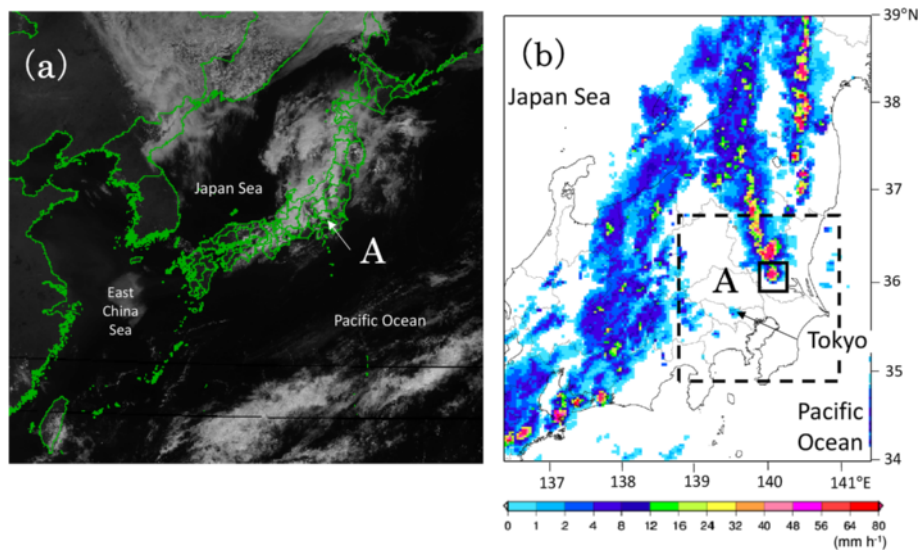 (a)
Japan Sea
A
East
China
Sea
Pacific Ocean
(b)
Japan Sea
A
Tokyo
Pacific
Ocean
39°N
38
37
36
35
34
137 138 139 140 141°E
0 1 2 4 8 12 16 24 32 40 48 56 64 80
(mm h⁻¹)